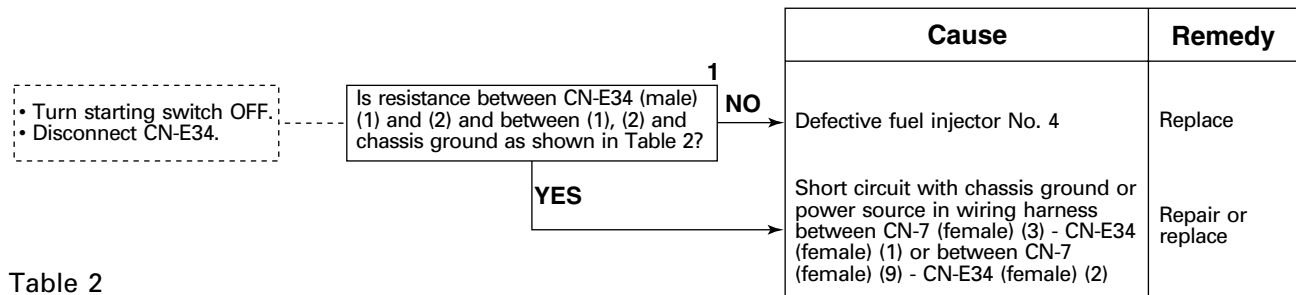 Cause Remedy
• Turn starting switch OFF.
• Disconnect CN-E34.
1
Is resistance between CN-E34 (male)
(1) and (2) and between (1), (2) and
chassis ground as shown in Table 2?
NO
Defective fuel injector No. 4
Replace
YES
Short circuit with chassis ground or
power source in wiring harness
between CN-7 (female) (3) - CN-E34
(female) (1) or between CN-7
(female) (9) - CN-E34 (female) (2)
Repair or
replace
Table 2